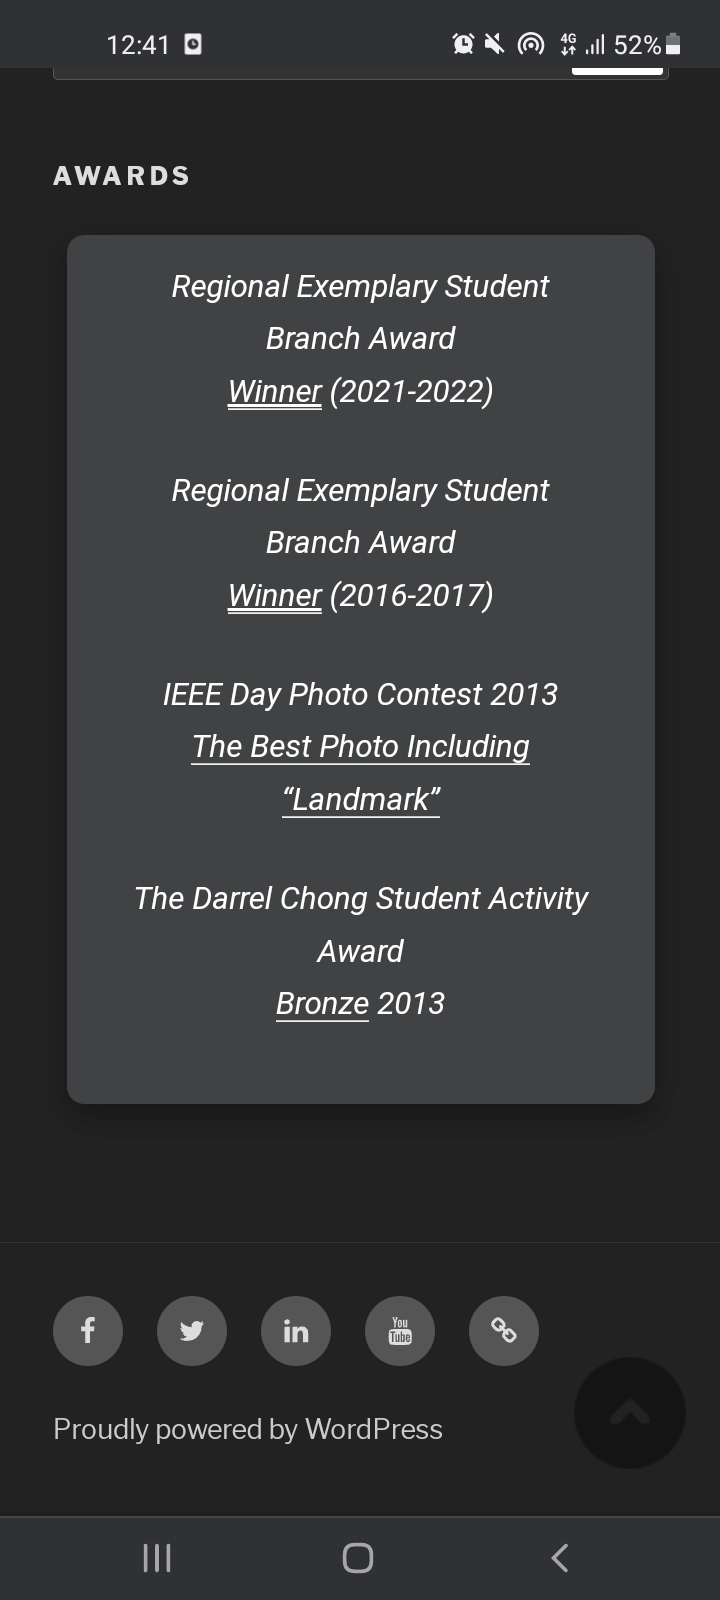 12:41 4G 52%
AWARDS
Regional Exemplary Student
Branch Award
Winner (2021-2022)
Regional Exemplary Student
Branch Award
Winner (2016-2017)
IEEE Day Photo Contest 2013
The Best Photo Including
“Landmark”
The Darrel Chong Student Activity
Award
Bronze 2013
f in You Tube
Proudly powered by WordPress